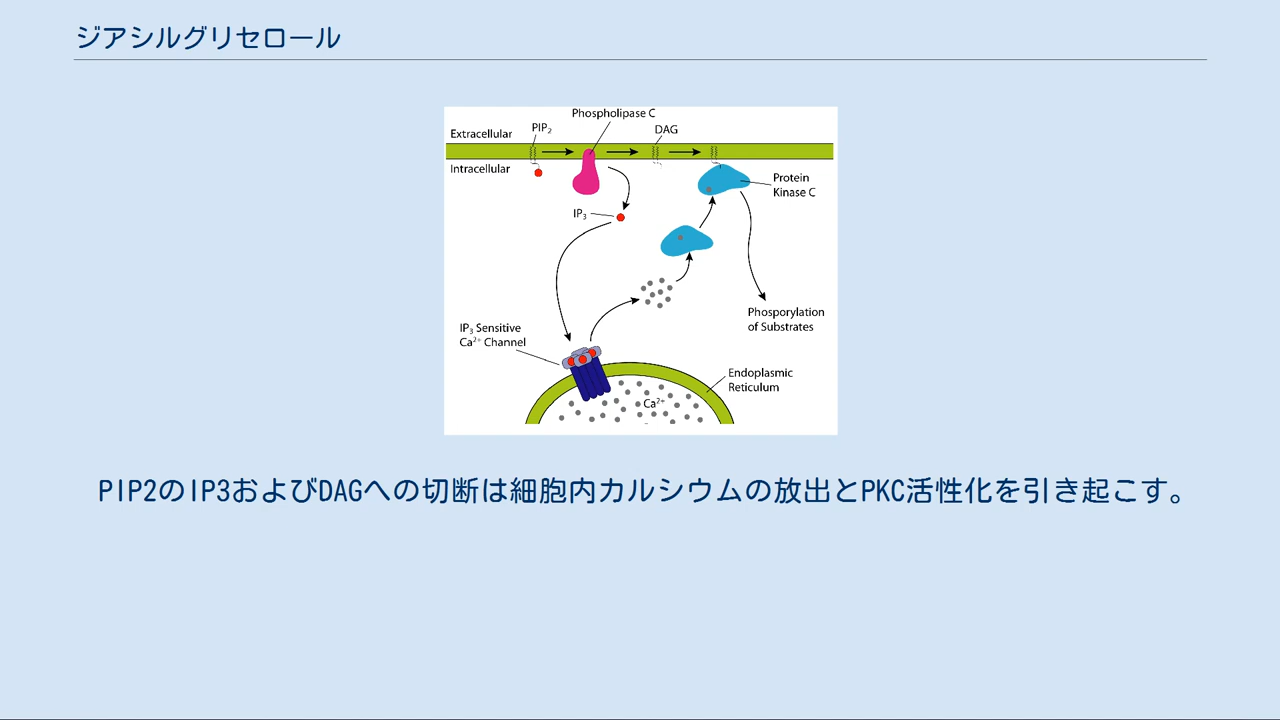 ジアシルグリセロール
Phospholipase C
PIP2
DAG
Extracellular
Intracellular
Protein
Kinase C
IP3
Phosporylation
of Substrates
IP3 Sensitive
Ca2+ Channel
Endoplasmic
Reticulum
Ca2+
PIP2のIP3およびDAGへの切断は細胞内カルシウムの放出とPKC活性化を引き起こす。